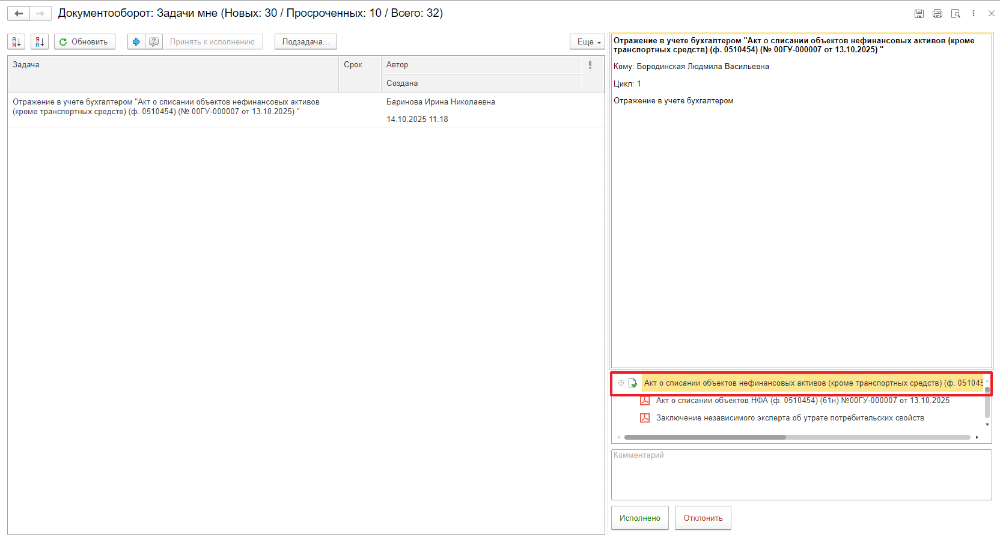 Документооборот: Задачи мне (Новых: 30 / Просроченных: 10 / Всего: 32)
Обновить
Принять к исполнению
Подзадача...
Еще
Задача
Срок
Автор
Создана
Отражение в учете бухгалтером "Акт о списании объектов нефинансовых активов
(кроме транспортных средств) (ф. 0510454) (№ 00ГУ-000007 от 13.10.2025) "
Баринова Ирина Николаевна
14.10.2025 11:18
Отражение в учете бухгалтером "Акт о списании объектов нефинансовых активов (кроме
транспортных средств) (ф. 0510454) (№ 00ГУ-000007 от 13.10.2025) "
Кому: Бородинская Людмила Васильевна
Цикл: 1
Отражение в учете бухгалтером
Акт о списании объектов нефинансовых активов (кроме транспортных средств) (ф. 051045
Акт о списании объектов НФА (ф. 0510454) (61н) №00ГУ-000007 от 13.10.2025
Заключение независимого эксперта об утрате потребительских свойств
Комментарий
Исполнено
Отклонить